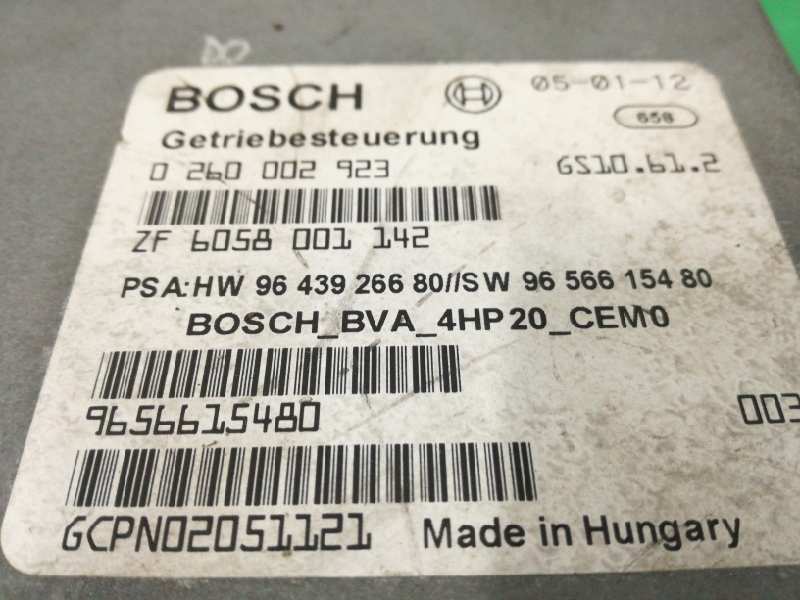 DO
BOSCH 05-01-12
658
Getriebesteuerung
0 260 002 923 GS10.61.2
ZF 6058 001 142
PSA:HW 96 439 266 80//SW 96 566 154 80
BOSCH_BVA_4HP20_CEM0
9656615480 003
GCPN02051121 Made in Hungary